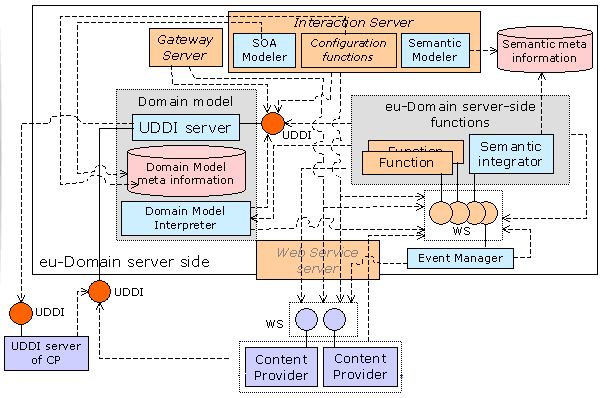 Interaction Server
Gateway
Server
SOA
Modeler
Configuration
functions
Semantic
Modeler
Semantic meta
information
Domain model
UDDI server
UDDI
eu-Domain server-side
functions
Function
Function
Semantic
integrator
Domain Model
meta information
Domain Model
Interpreter
WS
Web Service
server
Event Manager
eu-Domain server side
UDDI
UDDI
WS
UDDI server
of CP
Content
Provider
Content
Provider